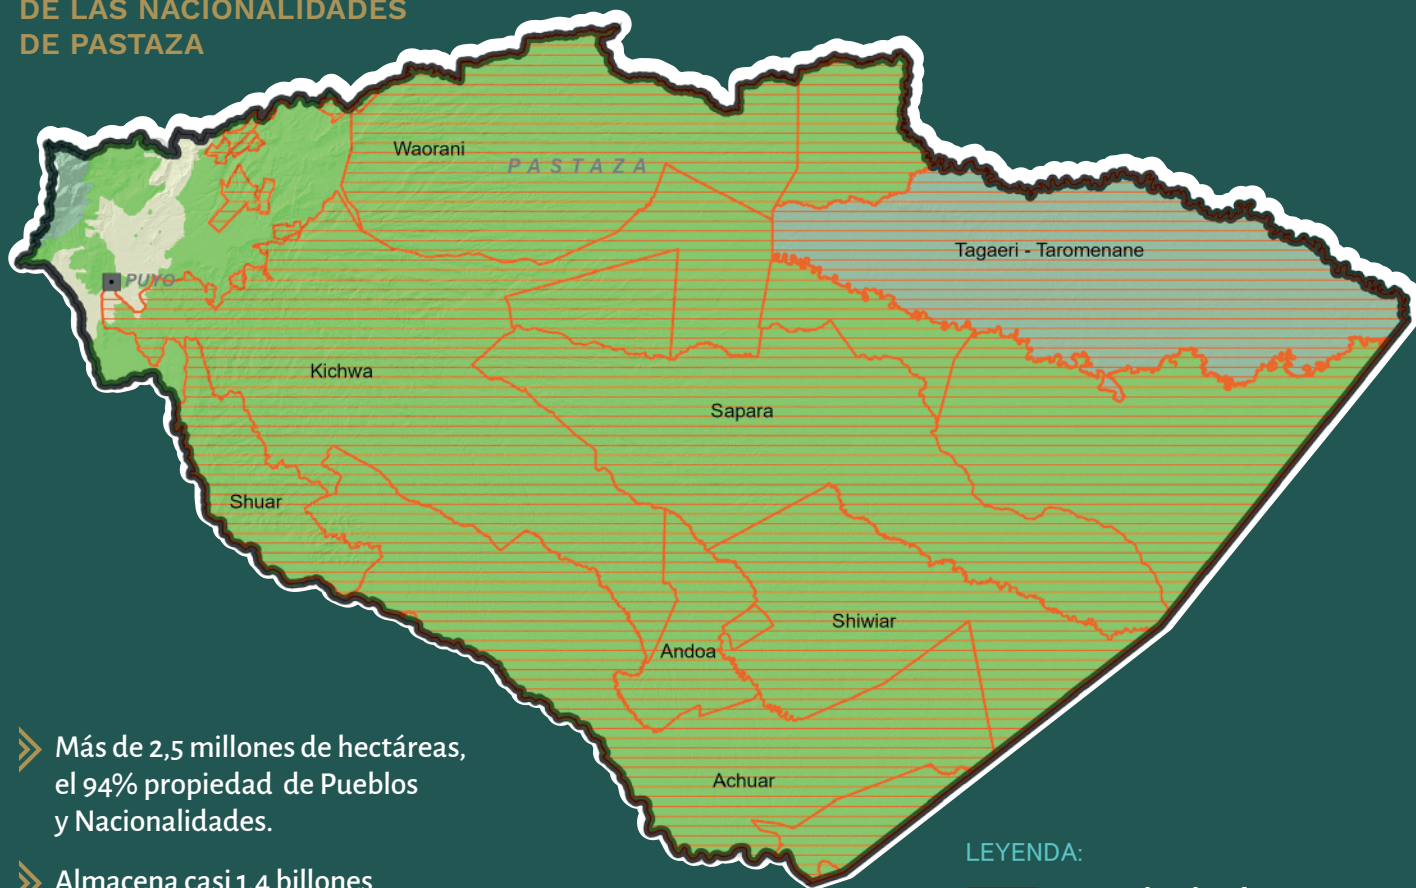 DE LAS NACIONALIDADES
DE PASTAZA
Waorani
PASTAZA
Tagaeri - Taromenane
PUYO
Kichwa
Sapara
Shuar
Shiwiar
Andoa
Achuar
Más de 2,5 millones de hectáreas,
el 94% propiedad de Pueblos
y Nacionalidades.
Almacena casi 1,4 billones
LEYENDA: